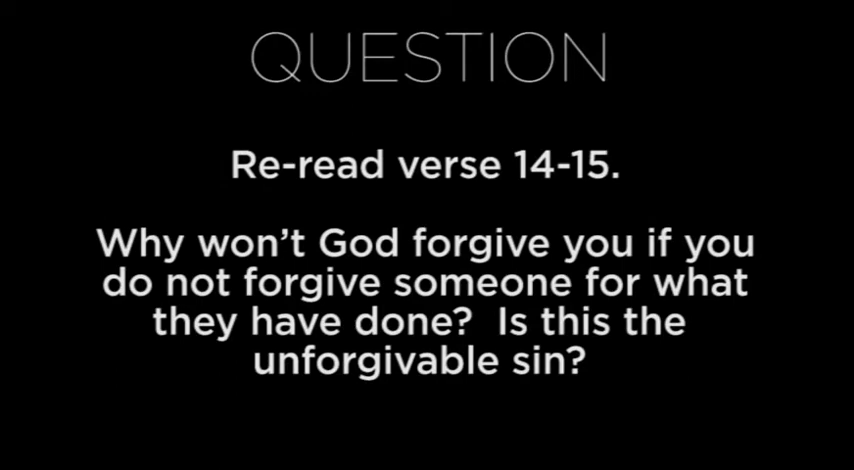 QUESTION
Re-read verse 14-15.
Why won't God forgive you if you
do not forgive someone for what
they have done?  Is this the
unforgivable sin?